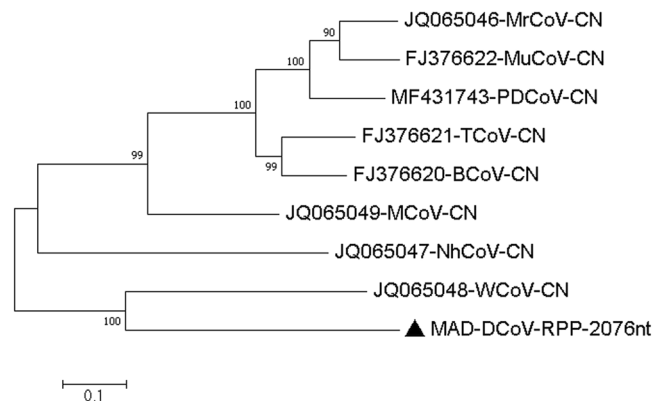 JQ065046-MrCoV-CN
90
FJ376622-MuCoV-CN
100
MF431743-PDCoV-CN
100
FJ376621-TCoV-CN
99
99
FJ376620-BCoV-CN
JQ065049-MCoV-CN
JQ065047-NhCoV-CN
JQ065048-WCoV-CN
100
MAD-DCoV-RPP-2076nt
0.1